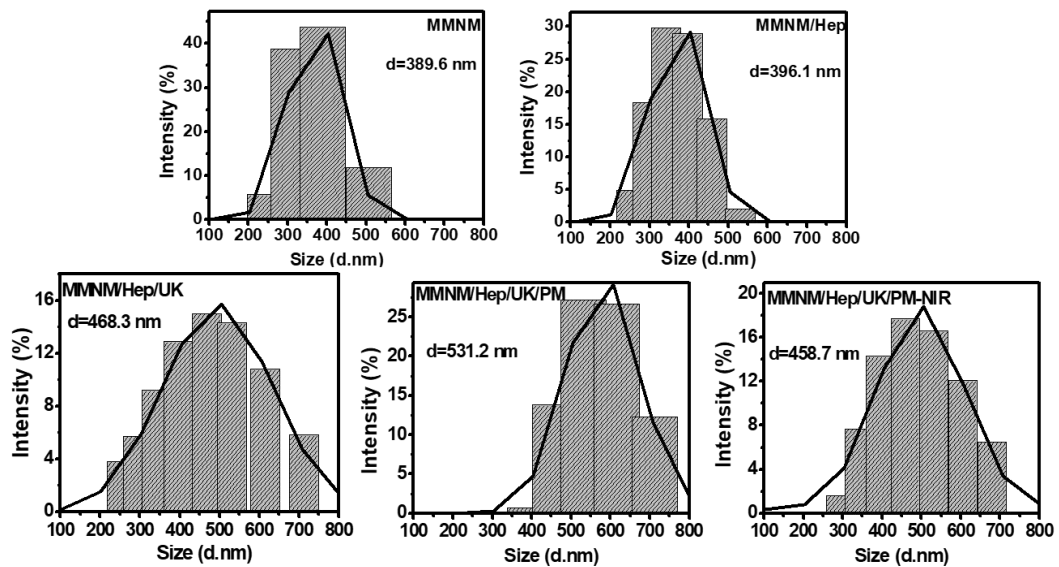 MMNM
d=389.6 nm
Intensity (%)
40
30
20
10
0
100 200 300 400 500 600 700 800
Size (d.nm)
MMNM/Hep
d=396.1 nm
Intensity (%)
30
25
20
15
10
5
0
100 200 300 400 500 600 700 800
Size (d.nm)
MMNM/Hep/UK
d=468.3 nm
Intensity (%)
16
12
8
4
0
100 200 300 400 500 600 700 800
Size (d.nm)
MMNM/Hep/UK/PM
d=531.2 nm
Intensity (%)
25
20
15
10
5
0
100 200 300 400 500 600 700 800
Size (d.nm)
MMNM/Hep/UK/PM-NIR
d=458.7 nm
Intensity (%)
20
16
12
8
4
0
100 200 300 400 500 600 700 800
Size (d.nm)